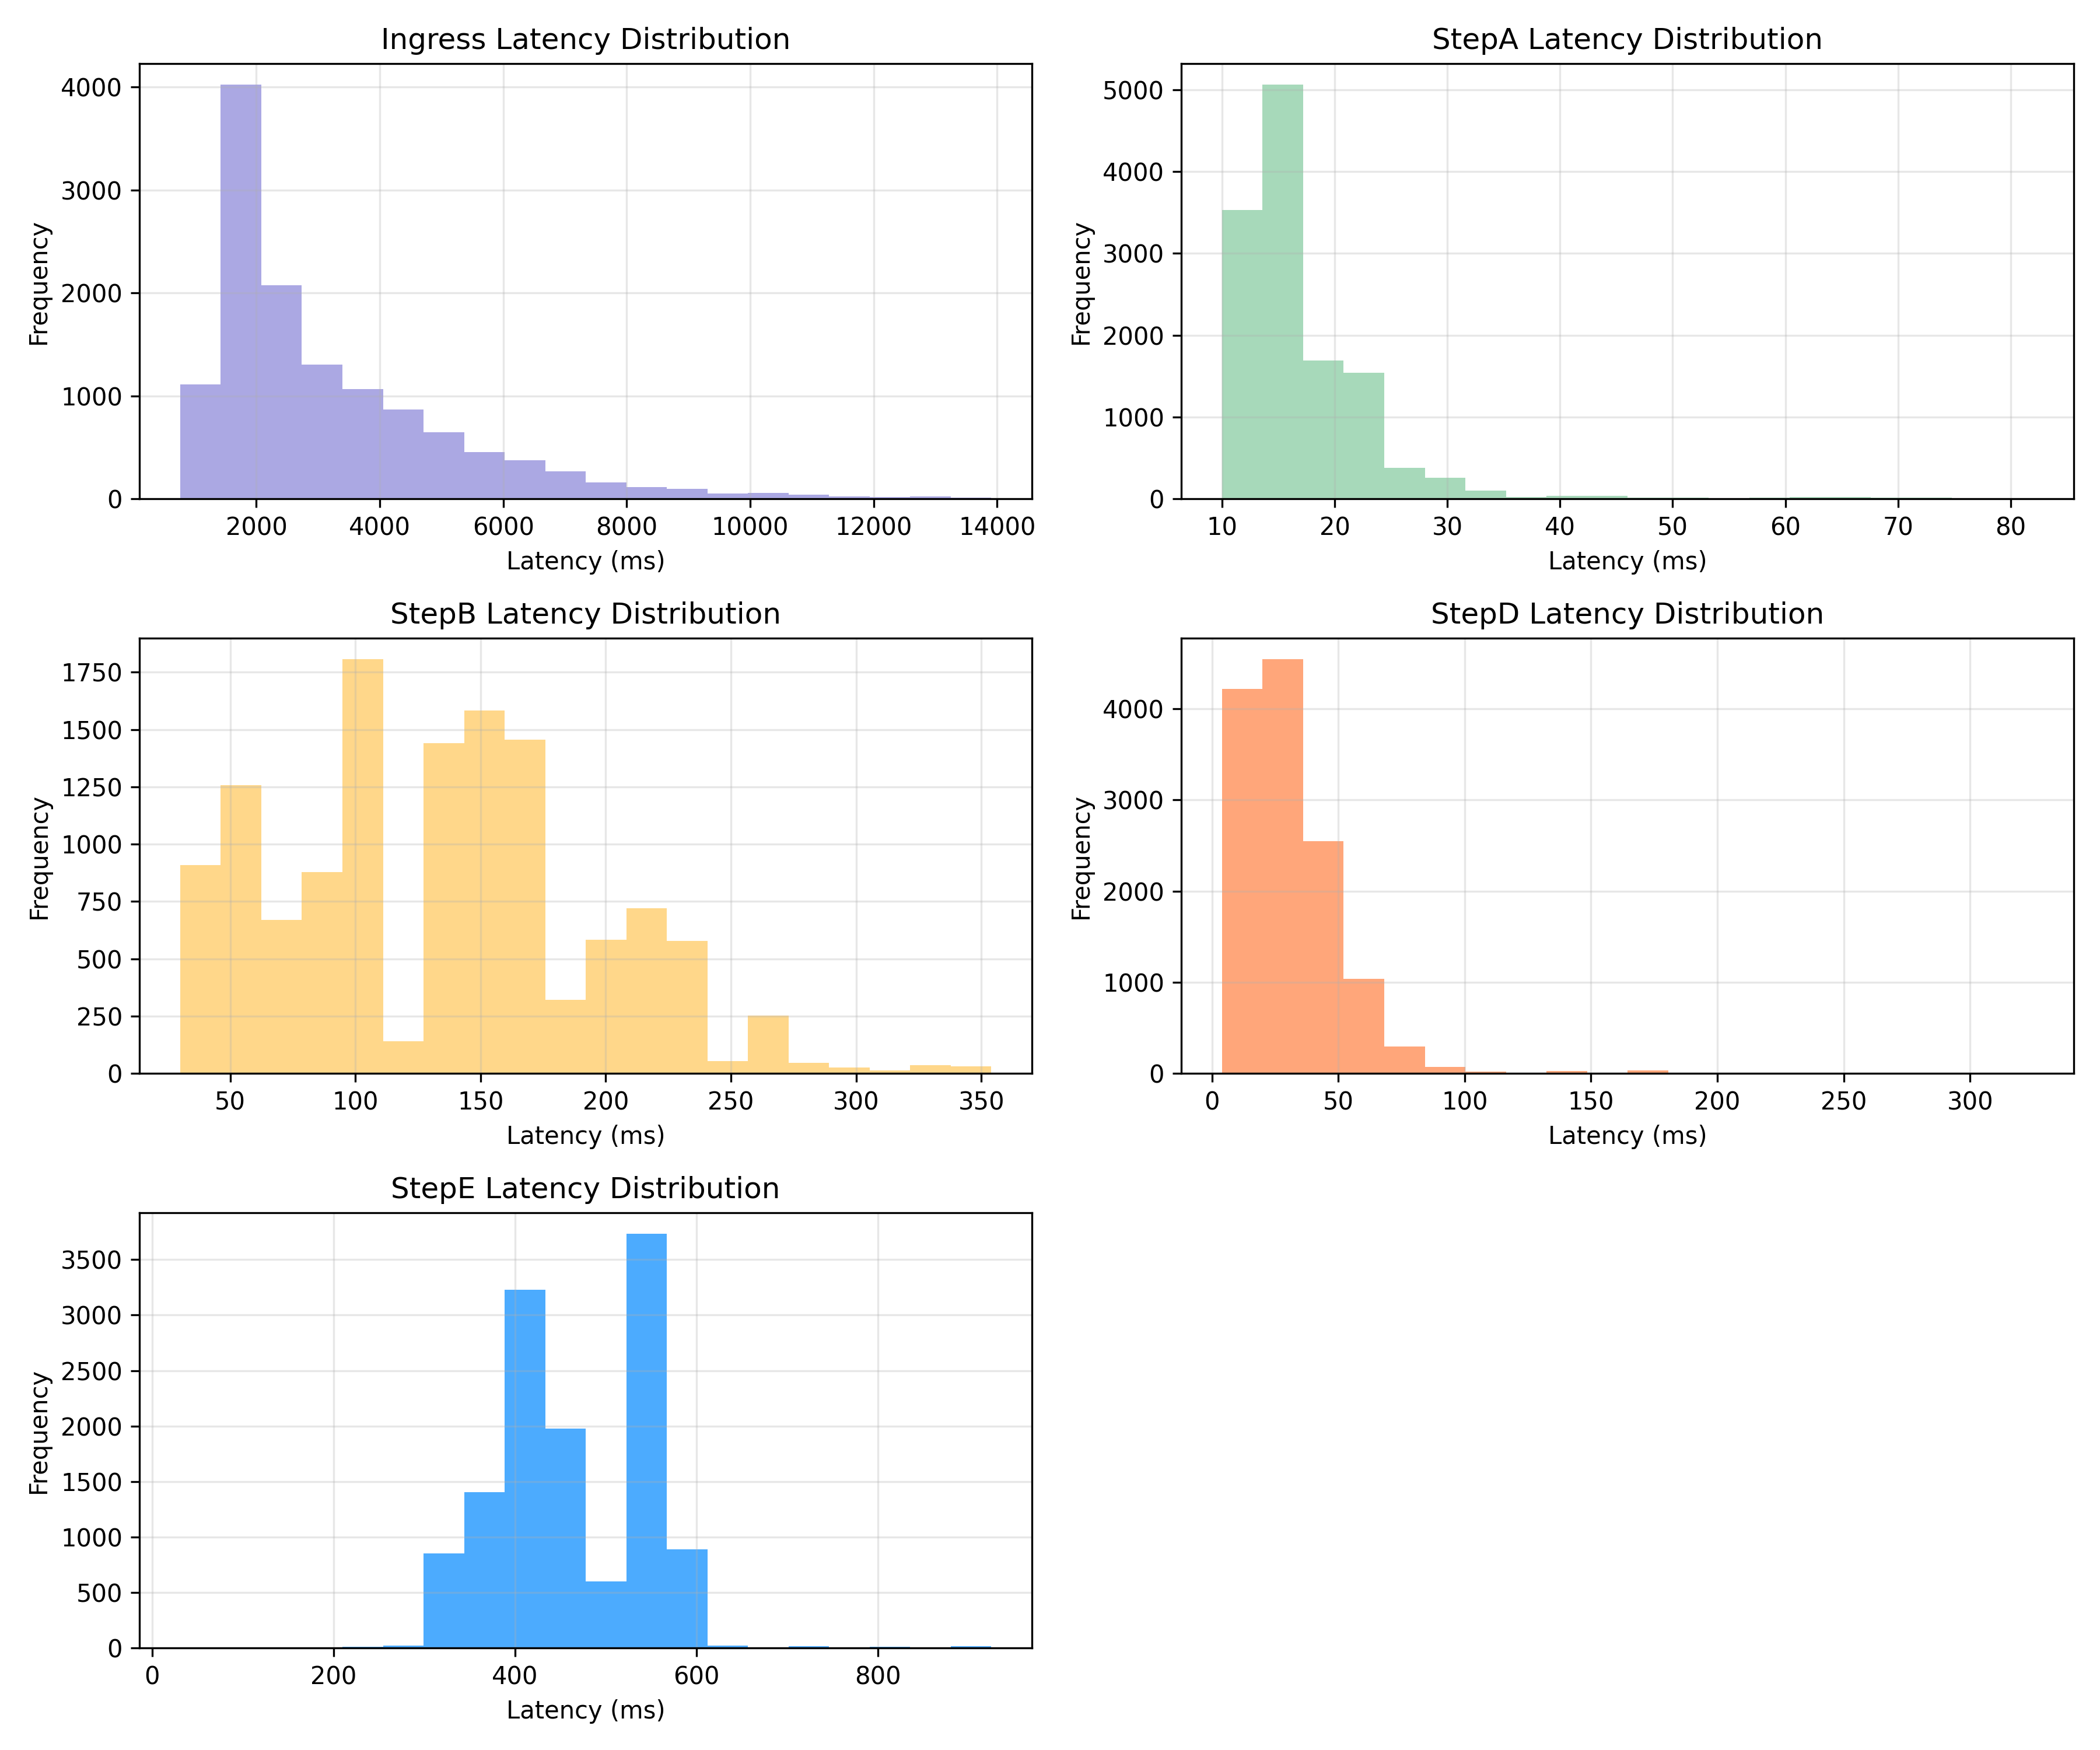 Ingress Latency Distribution
Frequency
4000
3000
2000
1000
0
2000 4000 6000 8000 10000 12000 14000
Latency (ms)
StepA Latency Distribution
Frequency
5000
4000
3000
2000
1000
0
10 20 30 40 50 60 70 80
Latency (ms)
StepB Latency Distribution
Frequency
1750
1500
1250
1000
750
500
250
0
50 100 150 200 250 300 350
Latency (ms)
StepD Latency Distribution
Frequency
4000
3000
2000
1000
0
0 50 100 150 200 250 300
Latency (ms)
StepE Latency Distribution
Frequency
3500
3000
2500
2000
1500
1000
500
0
0 200 400 600 800
Latency (ms)